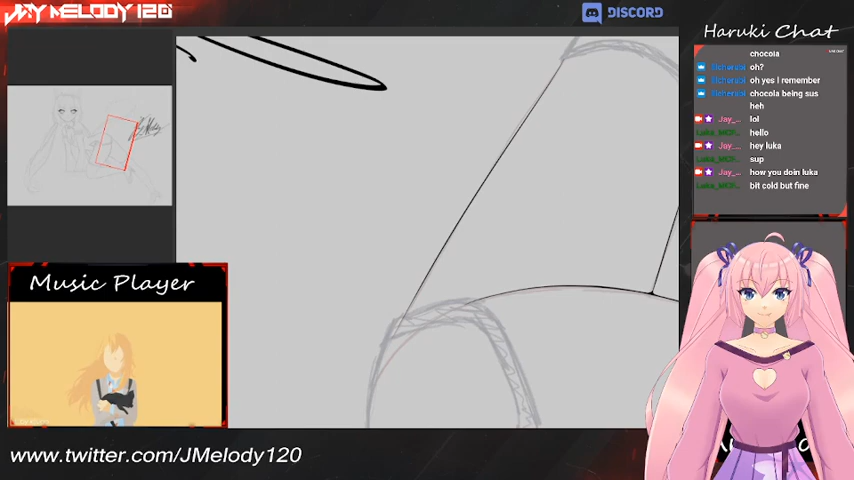 JAY MELODY 120
DISCORD
Haruki Chat
chocola
oh?
oh yes I remember
chocola being sus
heh
Jay_... lol
hello
Jay_... hey luka
sup
Jay_... how you doin luka
bit cold but fine
Music Player
www.twitter.com/JMelody120